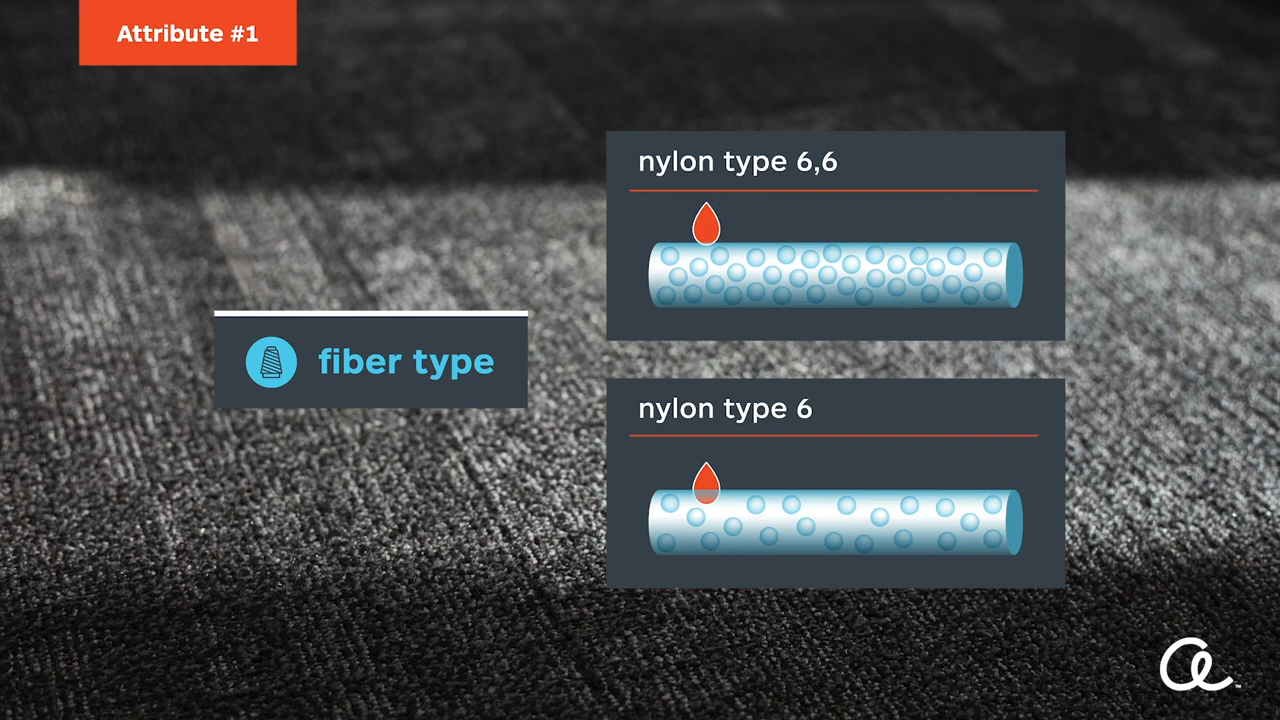 Attribute #1
nylon type 6,6
fiber type
nylon type 6